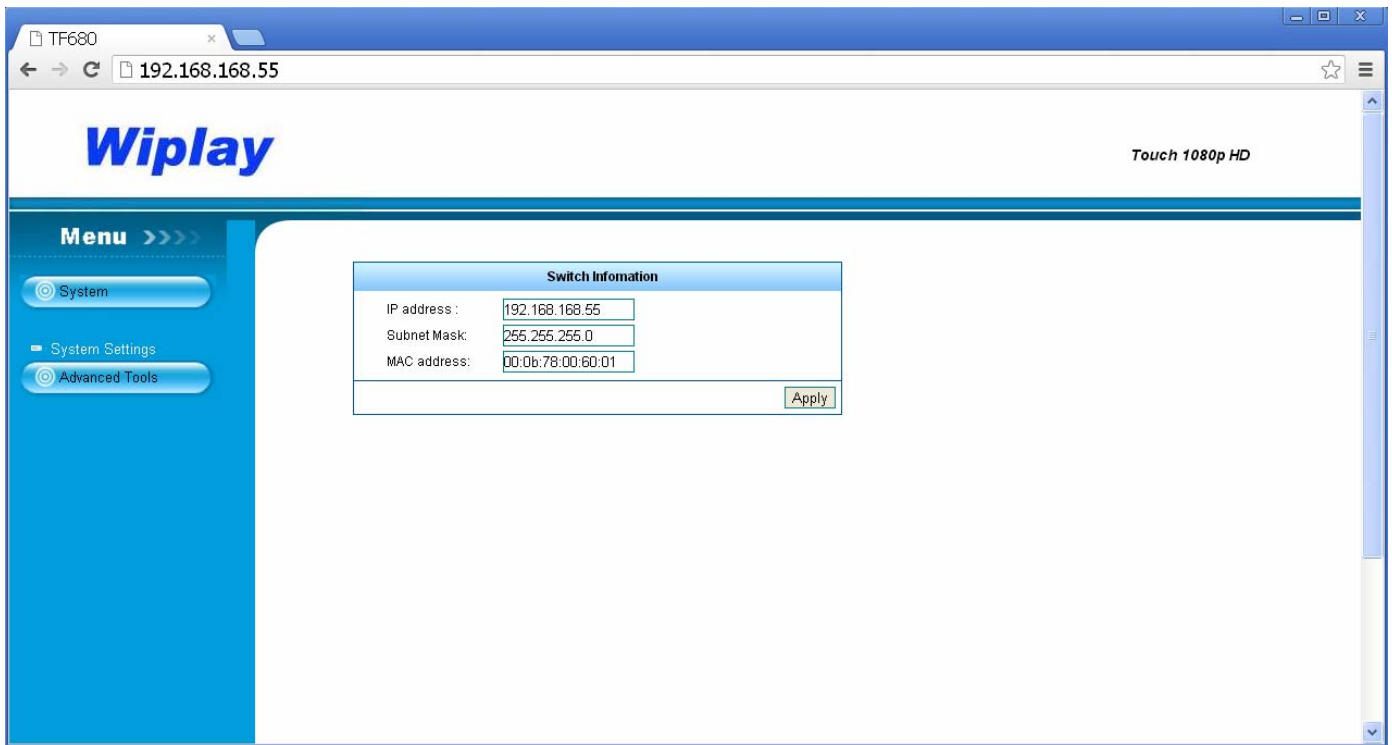 TF680
192.168.168.55
Wiplay
Touch 1080p HD
Menu
System
System Settings
Advanced Tools
Switch Infomation
IP address : 192.168.168.55
Subnet Mask: 255.255.255.0
MAC address: 00:0b:78:00:60:01
Apply